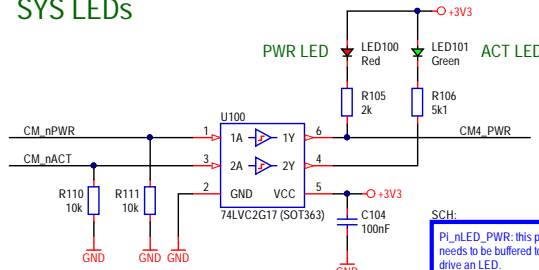 SYS LEDs
+3V3
PWR LED
LED100
Red
LED101
Green
ACT LED
R105
2k
R106
5k1
U100
CM_nPWR
1
1A
1Y
6
CM4_PWR
CM_nACT
3
2A
2Y
4
2
GND
VCC
5
+3V3
R110
10k
R111
10k
74LVC2G17 (SOT363)
C104
100nF
SCH:
Pi_nLED_PWR: this p
needs to be buffered to
drive an LED.
GND
GND
GND
GND